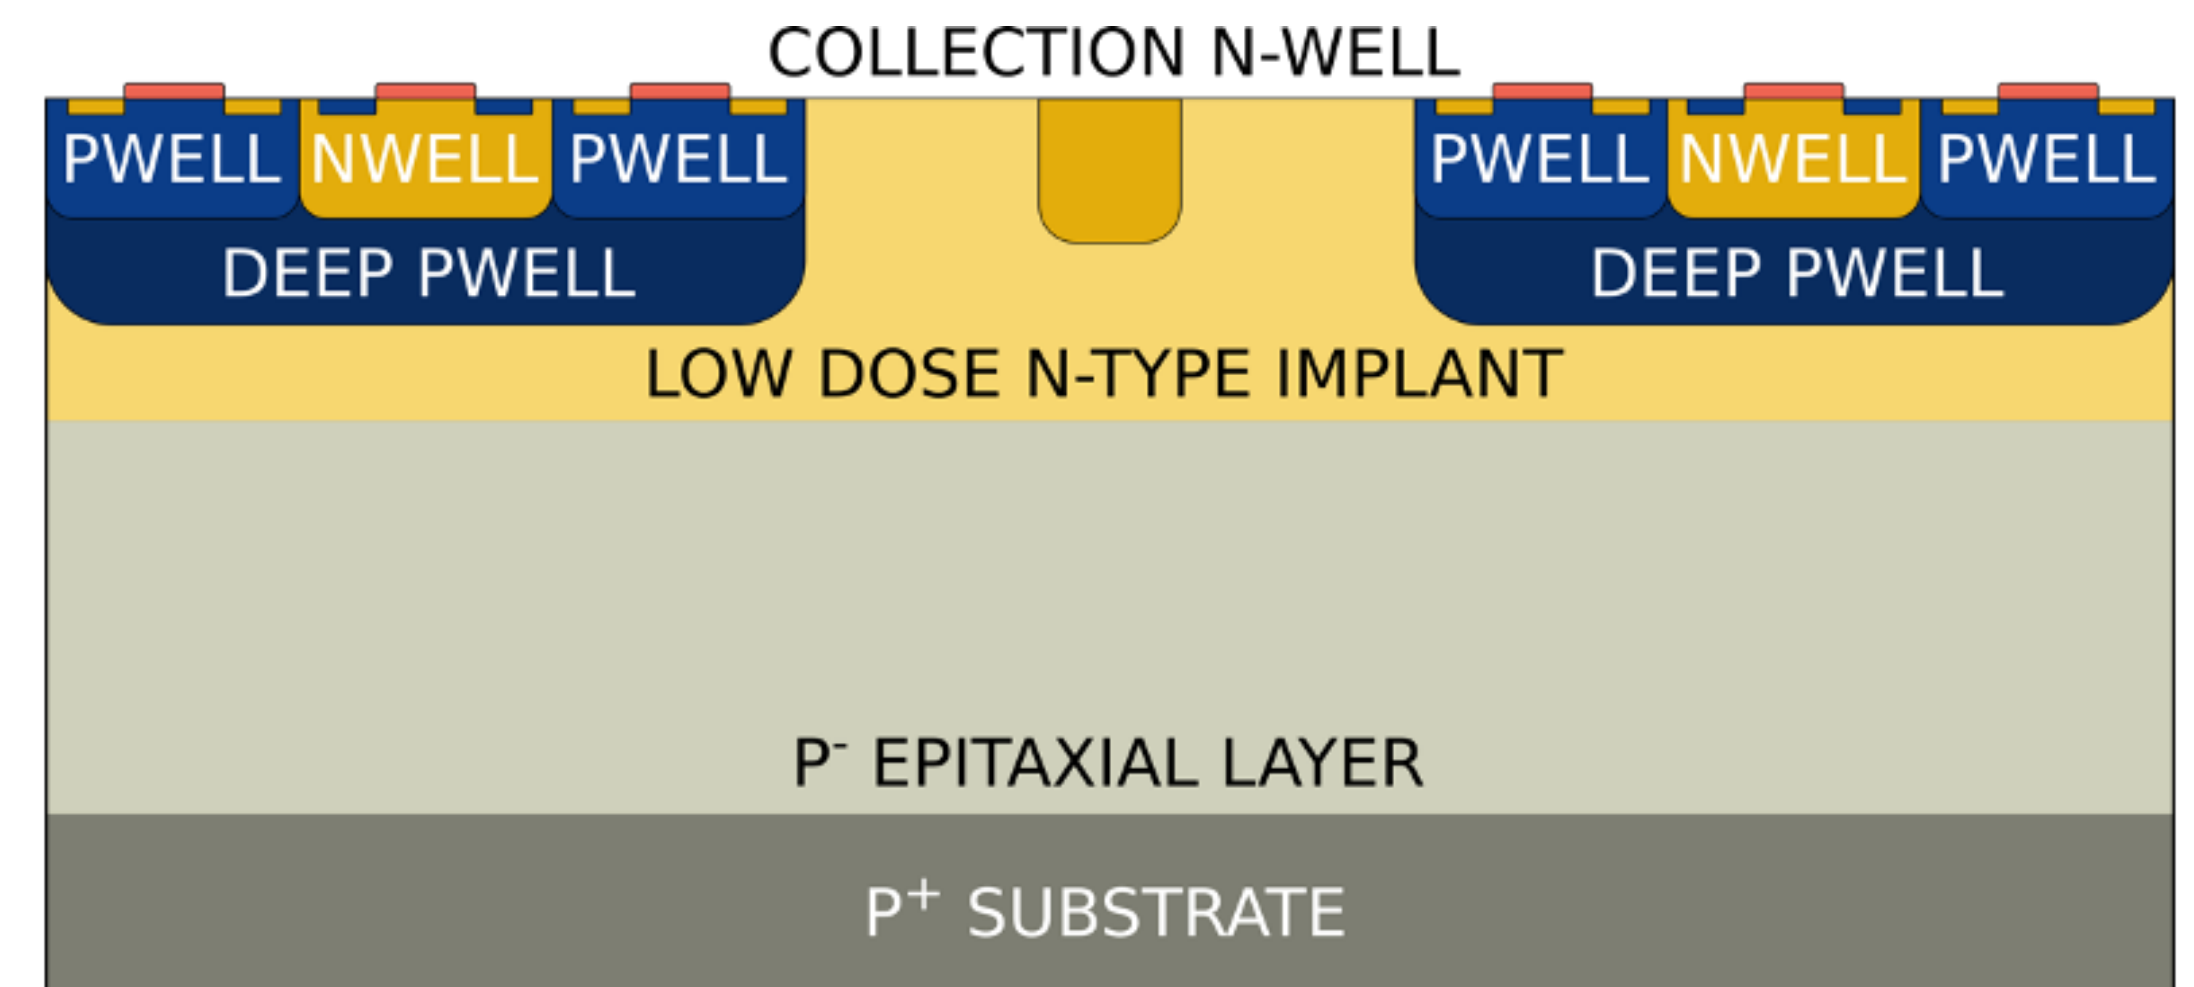 COLLECTION N-WELL
PWELL NWELL PWELL PWELL NWELL PWELL
DEEP PWELL DEEP PWELL
LOW DOSE N-TYPE IMPLANT
P⁻ EPITAXIAL LAYER
P⁺ SUBSTRATE